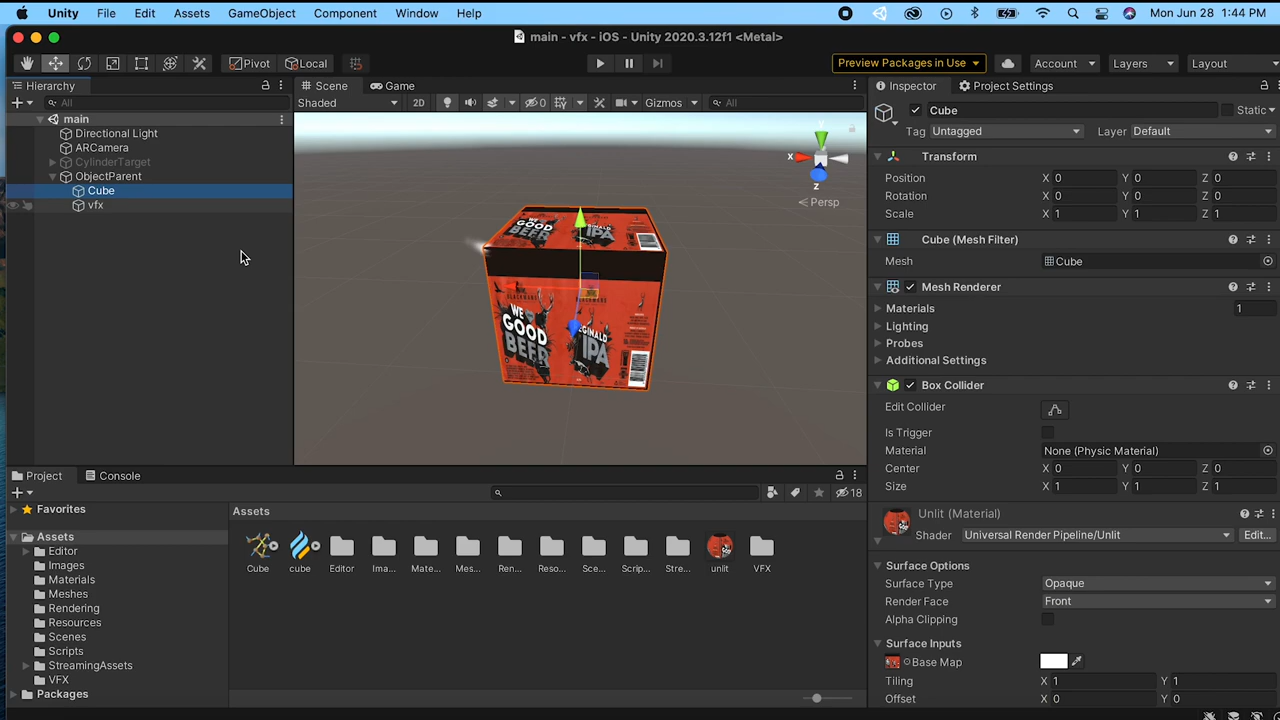 Unity File Edit Assets GameObject Component Window Help Mon Jun 28 1:44 PM
main - vfx - iOS - Unity 2020.3.12f1 <Metal>
Pivot Local Preview Packages in Use Account Layers Layout
Hierarchy Scene Game Inspector Project Settings
All Shaded 2D 0 Gizmos All
Cube Static
Tag Untagged Layer Default
main
Directional Light
ARCamera
CylinderTarget
ObjectParent
Cube
vfx
y
x
z
Persp
WE GOOD BEER
IPA
WE GOOD BEER
IPA
Transform
Position X 0 Y 0 Z 0
Rotation X 0 Y 0 Z 0
Scale X 1 Y 1 Z 1
Cube (Mesh Filter)
Mesh Cube
Mesh Renderer
Materials 1
Lighting
Probes
Additional Settings
Box Collider
Edit Collider
Is Trigger
Material None (Physic Material)
Center X 0 Y 0 Z 0
Size X 1 Y 1 Z 1
Unlit (Material)
Shader Universal Render Pipeline/Unlit Edit...
Surface Options
Surface Type Opaque
Render Face Front
Alpha Clipping
Surface Inputs
Base Map
Tiling X 1 Y 1
Offset X 0 Y 0
Project Console
18
Favorites
Assets
Editor
Images
Materials
Meshes
Rendering
Resources
Scenes
Scripts
StreamingAssets
VFX
Packages
Assets
Cube cube Editor Ima... Mate... Mes... Ren... Reso... Sce... Scrip... Stre... unlit VFX